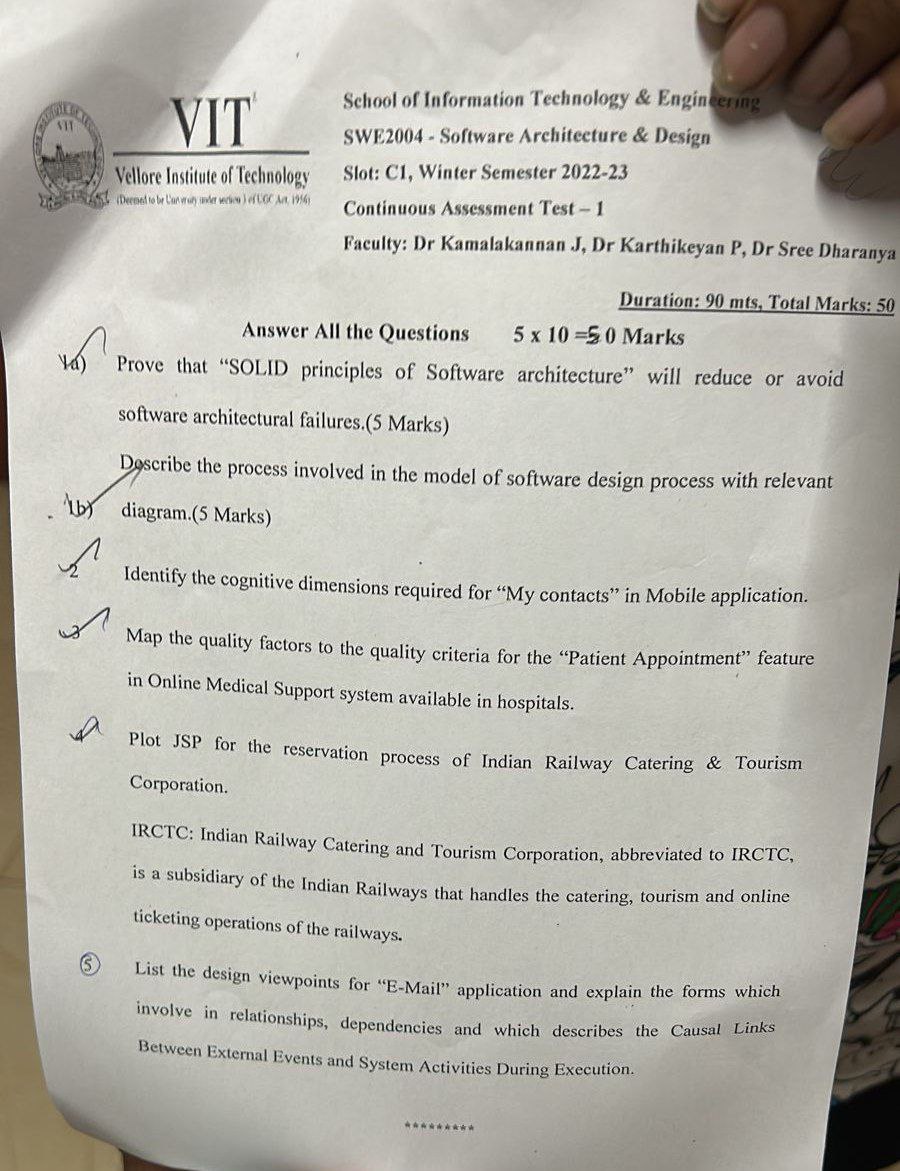 VIT
Vellore Institute of Technology
(Deemed to be University under section 3 of UGC Act, 1956)
School of Information Technology & Engineering
SWE2004 - Software Architecture & Design
Slot: C1, Winter Semester 2022-23
Continuous Assessment Test – 1
Faculty: Dr Kamalakannan J, Dr Karthikeyan P, Dr Sree Dharanya
Duration: 90 mts, Total Marks: 50
Answer All the Questions 5 x 10 =50 Marks
1a) Prove that “SOLID principles of Software architecture” will reduce or avoid
software architectural failures.(5 Marks)
Describe the process involved in the model of software design process with relevant
1b) diagram.(5 Marks)
2 Identify the cognitive dimensions required for “My contacts” in Mobile application.
3 Map the quality factors to the quality criteria for the “Patient Appointment” feature
in Online Medical Support system available in hospitals.
4 Plot JSP for the reservation process of Indian Railway Catering & Tourism
Corporation.
IRCTC: Indian Railway Catering and Tourism Corporation, abbreviated to IRCTC,
is a subsidiary of the Indian Railways that handles the catering, tourism and online
ticketing operations of the railways.
5 List the design viewpoints for “E-Mail” application and explain the forms which
involve in relationships, dependencies and which describes the Causal Links
Between External Events and System Activities During Execution.
*********